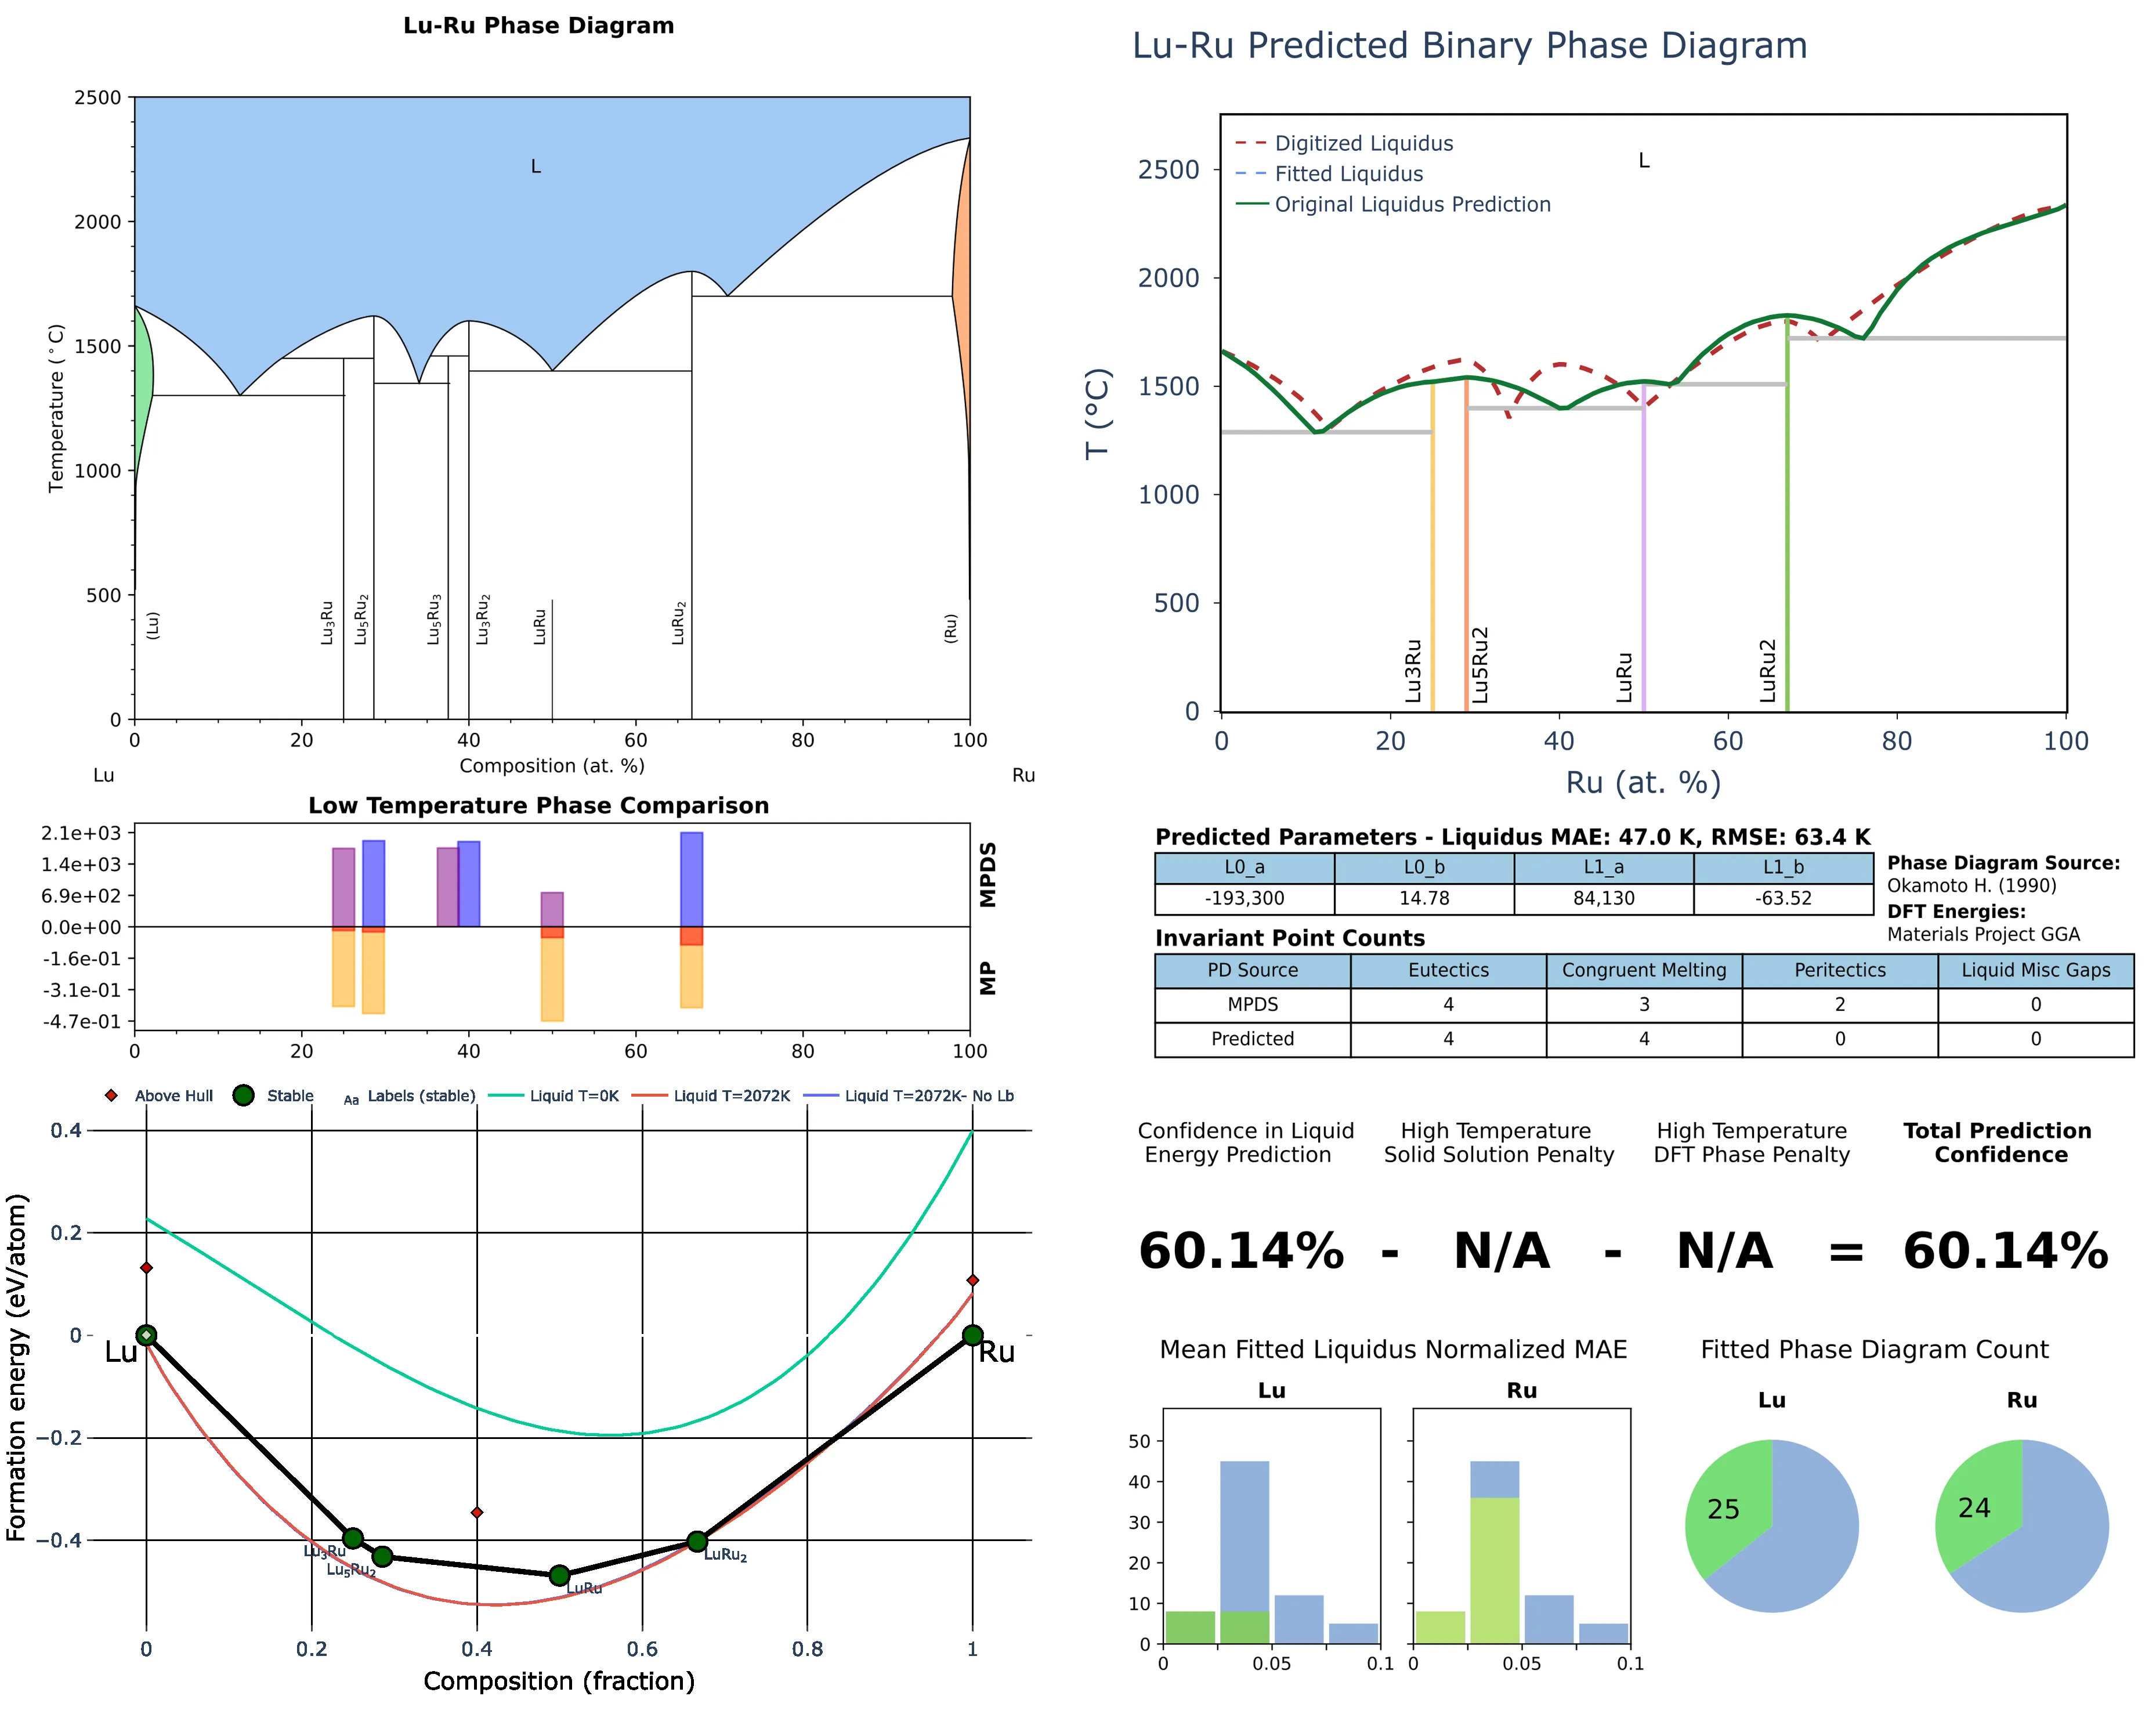 Lu-Ru Phase Diagram
2500
2000
1500
1000
500
0
Temperature (°C)
L
(Lu)
Lu3Ru
Lu5Ru2
Lu5Ru3
Lu3Ru2
LuRu
LuRu2
(Ru)
0 20 40 60 80 100
Composition (at. %)
Lu Ru
Low Temperature Phase Comparison
2.1e+03
1.4e+03
6.9e+02
0.0e+00
-1.6e-01
-3.1e-01
-4.7e-01
MPDS
MP
0 20 40 60 80 100
Above Hull Stable Aa Labels (stable) Liquid T=0K Liquid T=2072K Liquid T=2072K- No Lb
0.4
0.2
0
−0.2
−0.4
Formation energy (eV/atom)
Lu
Lu3Ru
Lu5Ru2
LuRu
LuRu2
Ru
0 0.2 0.4 0.6 0.8 1
Composition (fraction)
Lu-Ru Predicted Binary Phase Diagram
Digitized Liquidus
Fitted Liquidus
Original Liquidus Prediction
L
2500
2000
1500
1000
500
0
T (°C)
Lu3Ru
Lu5Ru2
LuRu
LuRu2
0 20 40 60 80 100
Ru (at. %)
Predicted Parameters - Liquidus MAE: 47.0 K, RMSE: 63.4 K
L0_a L0_b L1_a L1_b
-193,300 14.78 84,130 -63.52
Phase Diagram Source:
Okamoto H. (1990)
DFT Energies:
Materials Project GGA
Invariant Point Counts
PD Source Eutectics Congruent Melting Peritectics Liquid Misc Gaps
MPDS 4 3 2 0
Predicted 4 4 0 0
Confidence in Liquid
Energy Prediction
High Temperature
Solid Solution Penalty
High Temperature
DFT Phase Penalty
Total Prediction
Confidence
60.14% - N/A - N/A = 60.14%
Mean Fitted Liquidus Normalized MAE
Lu Ru
50
40
30
20
10
0
0 0.05 0.1 0 0.05 0.1
Fitted Phase Diagram Count
Lu Ru
25 24